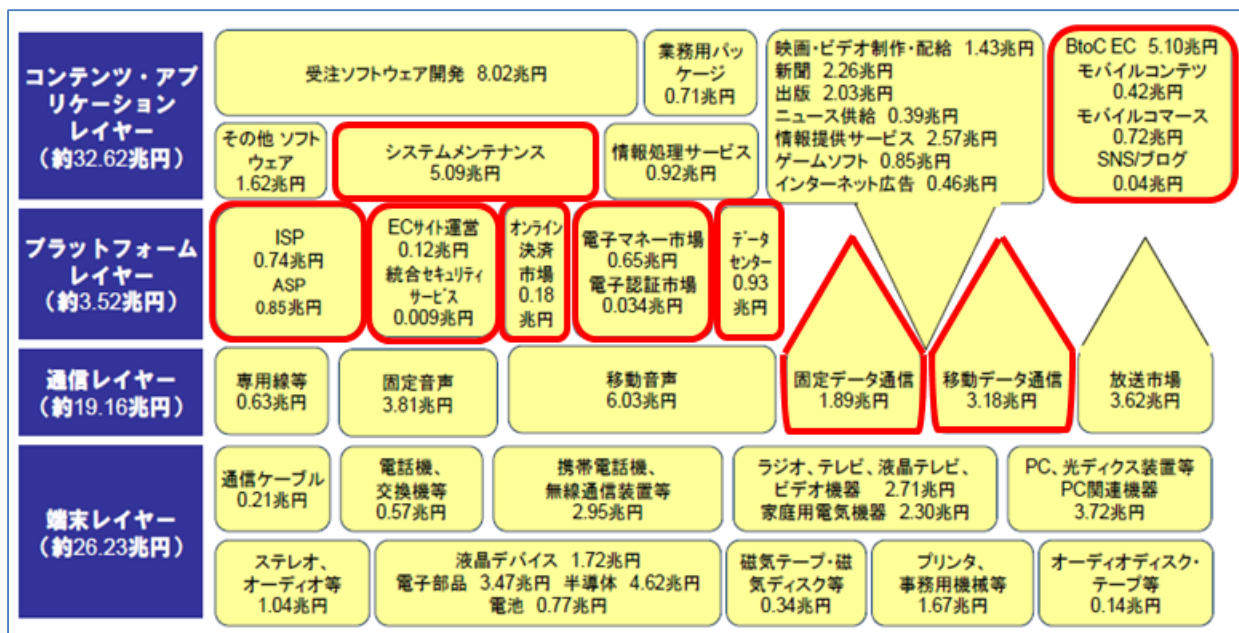 コンテンツ・アプ
リケーション
レイヤー
（約32.62兆円）
受注ソフトウェア開発 8.02兆円
業務用パッ
ケージ
0.71兆円
映画・ビデオ制作・配給 1.43兆円
新聞 2.26兆円
出版 2.03兆円
ニュース供給 0.39兆円
情報提供サービス 2.57兆円
ゲームソフト 0.85兆円
インターネット広告 0.46兆円
BtoC EC 5.10兆円
モバイルコンテツ
0.42兆円
モバイルコマース
0.72兆円
SNS/ブログ
0.04兆円
その他 ソフト
ウェア
1.62兆円
システムメンテナンス
5.09兆円
情報処理サービス
0.92兆円
プラットフォーム
レイヤー
（約3.52兆円）
ISP
0.74兆円
ASP
0.85兆円
ECサイト運営
0.12兆円
統合セキュリティ
サービス
0.009兆円
オンライン
決済
市場
0.18
兆円
電子マネー市場
0.65兆円
電子認証市場
0.034兆円
データ
センター
0.93
兆円
通信レイヤー
（約19.16兆円）
専用線等
0.63兆円
固定音声
3.81兆円
移動音声
6.03兆円
固定データ通信
1.89兆円
移動データ通信
3.18兆円
放送市場
3.62兆円
端末レイヤー
（約26.23兆円）
通信ケーブル
0.21兆円
電話機、
交換機等
0.57兆円
携帯電話機、
無線通信装置等
2.95兆円
ラジオ、テレビ、液晶テレビ、
ビデオ機器 2.71兆円
家庭用電気機器 2.30兆円
PC、光ディクス装置等
PC関連機器
3.72兆円
ステレオ、
オーディオ等
1.04兆円
液晶デバイス 1.72兆円
電子部品 3.47兆円 半導体 4.62兆円
電池 0.77兆円
磁気テープ・磁
気ディスク等
0.34兆円
プリンタ、
事務用機械等
1.67兆円
オーディオディスク・
テープ等
0.14兆円